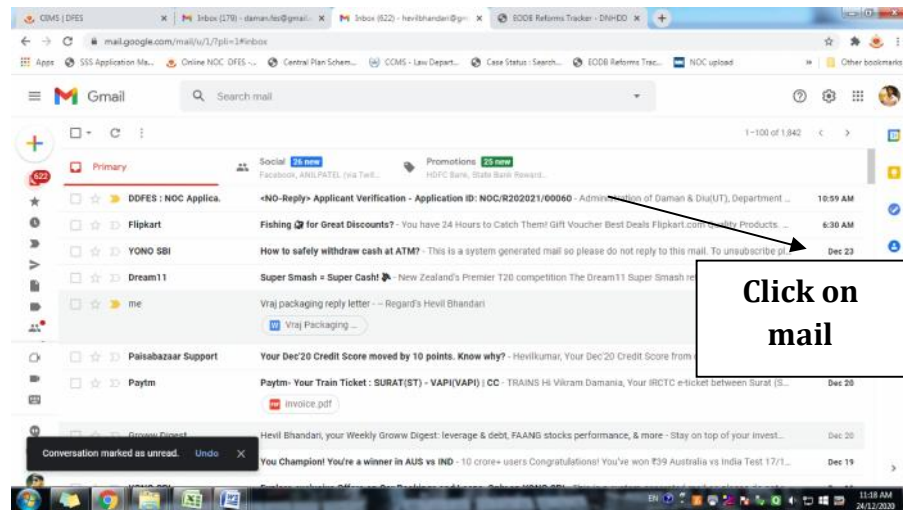 CCMS | DFES
Inbox (179) - daman.fes@gmail.
Inbox (622) - hevilbhandari@gm
EODB Reforms Tracker - DNHDD
mail.google.com/mail/u/1/?pli=1#inbox
Apps SSS Application Ma... Online NOC DFES -... Central Plan Schem... CCMS - Law Depart... Case Status : Search... EODB Reforms Trac... NOC upload Other bookmarks
Gmail Search mail
1-100 of 1,842
622
Primary
Social 26 new
Facebook, ANIL PATEL (via Twit...
Promotions 25 new
HDFC Bank, State Bank Reward...
DDFES : NOC Applica. <NO-Reply> Applicant Verification - Application ID: NOC/R202021/00060 - Administration of Daman & Diu(UT), Department ... 10:59 AM
Flipkart Fishing for Great Discounts? - You have 24 Hours to Catch Them! Gift Voucher Best Deals Flipkart.com Quality Products. ... 6:30 AM
YONO SBI How to safely withdraw cash at ATM? - This is a system generated mail so please do not reply to this mail. To unsubscribe pl... Dec 23
Dream11 Super Smash = Super Cash! - New Zealand's Premier T20 competition The Dream11 Super Smash re
me Vraj packaging reply letter - -- Regard's Hevil Bhandari
Vraj Packaging ...
Click on
mail
Paisabazaar Support Your Dec'20 Credit Score moved by 10 points. Know why? - Hevilkumar, Your Dec'20 Credit Score from
Paytm Paytm- Your Train Ticket : SURAT(ST) - VAPI(VAPI) | CC - TRAINS Hi Vikram Damania, Your IRCTC e-ticket between Surat (S... Dec 20
invoice.pdf
Groww Digest Hevil Bhandari, your Weekly Groww Digest: leverage & debt, FAANG stocks performance, & more - Stay on top of your invest... Dec 20
Conversation marked as unread. Undo
You Champion! You're a winner in AUS vs IND - 10 crore+ users Congratulations! You've won ₹39 Australia vs India Test 17/1... Dec 19
EN
11:18 AM
24/12/2020